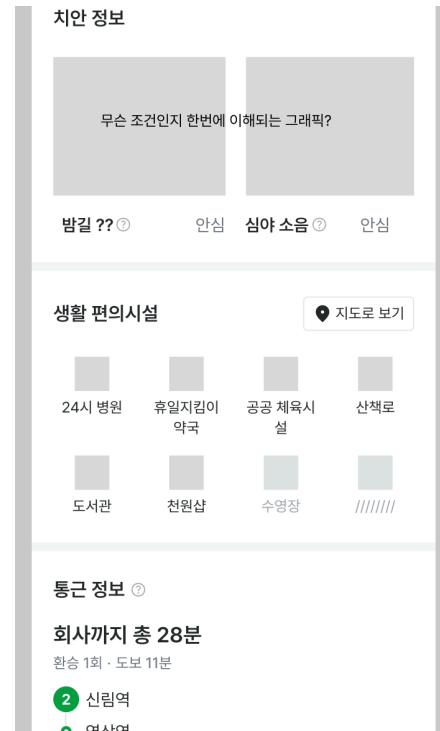 치안 정보
무슨 조건인지 한번에 이해되는 그래픽?
밤길 ?? 안심 심야 소음 안심
생활 편의시설 지도로 보기
24시 병원 휴일지킴이 공공 체육시 산책로
약국 설
도서관 천원샵 수영장 ////////
통근 정보
회사까지 총 28분
환승 1회 · 도보 11분
2 신림역